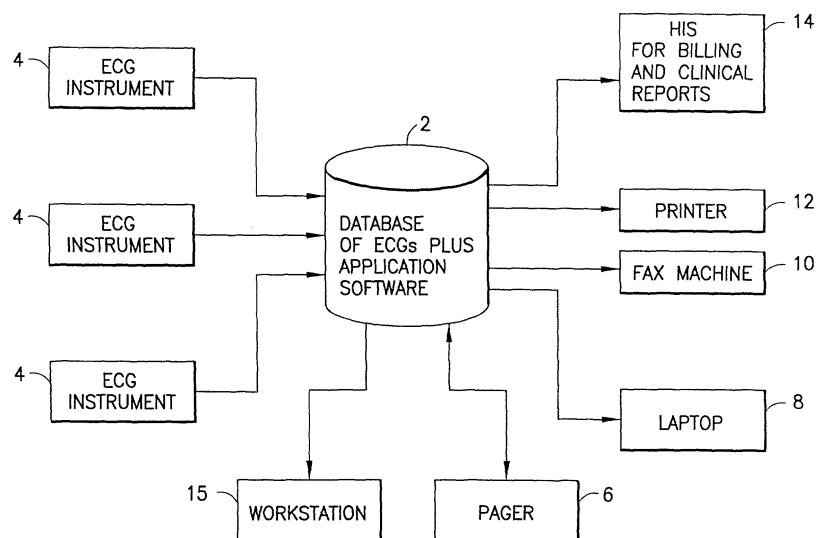 4
ECG
INSTRUMENT
4
ECG
INSTRUMENT
4
ECG
INSTRUMENT
2
DATABASE
OF ECGs PLUS
APPLICATION
SOFTWARE
HIS
FOR BILLING
AND CLINICAL
REPORTS
14
PRINTER
12
FAX MACHINE
10
LAPTOP
8
15
WORKSTATION
PAGER
6